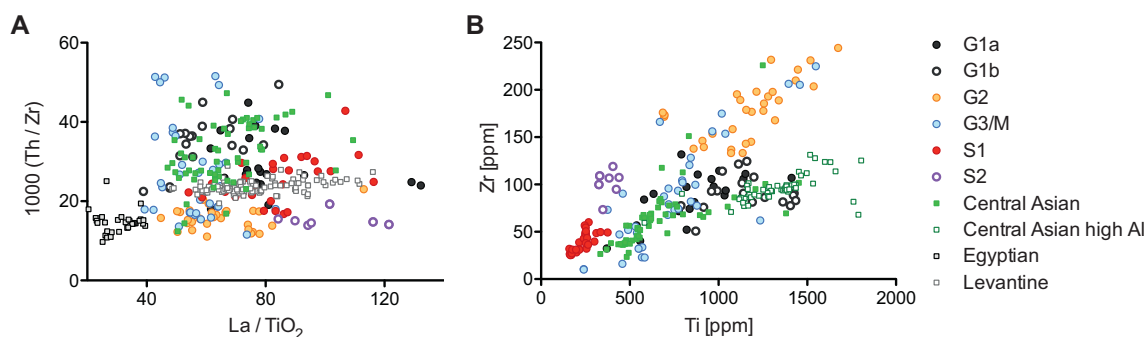 A
60
40
20
0
1000 (Th / Zr)
40
80
120
La / TiO2
B
250
200
150
100
50
0
Zr [ppm]
0
500
1000
1500
2000
Ti [ppm]
G1a
G1b
G2
G3/M
S1
S2
Central Asian
Central Asian high Al
Egyptian
Levantine